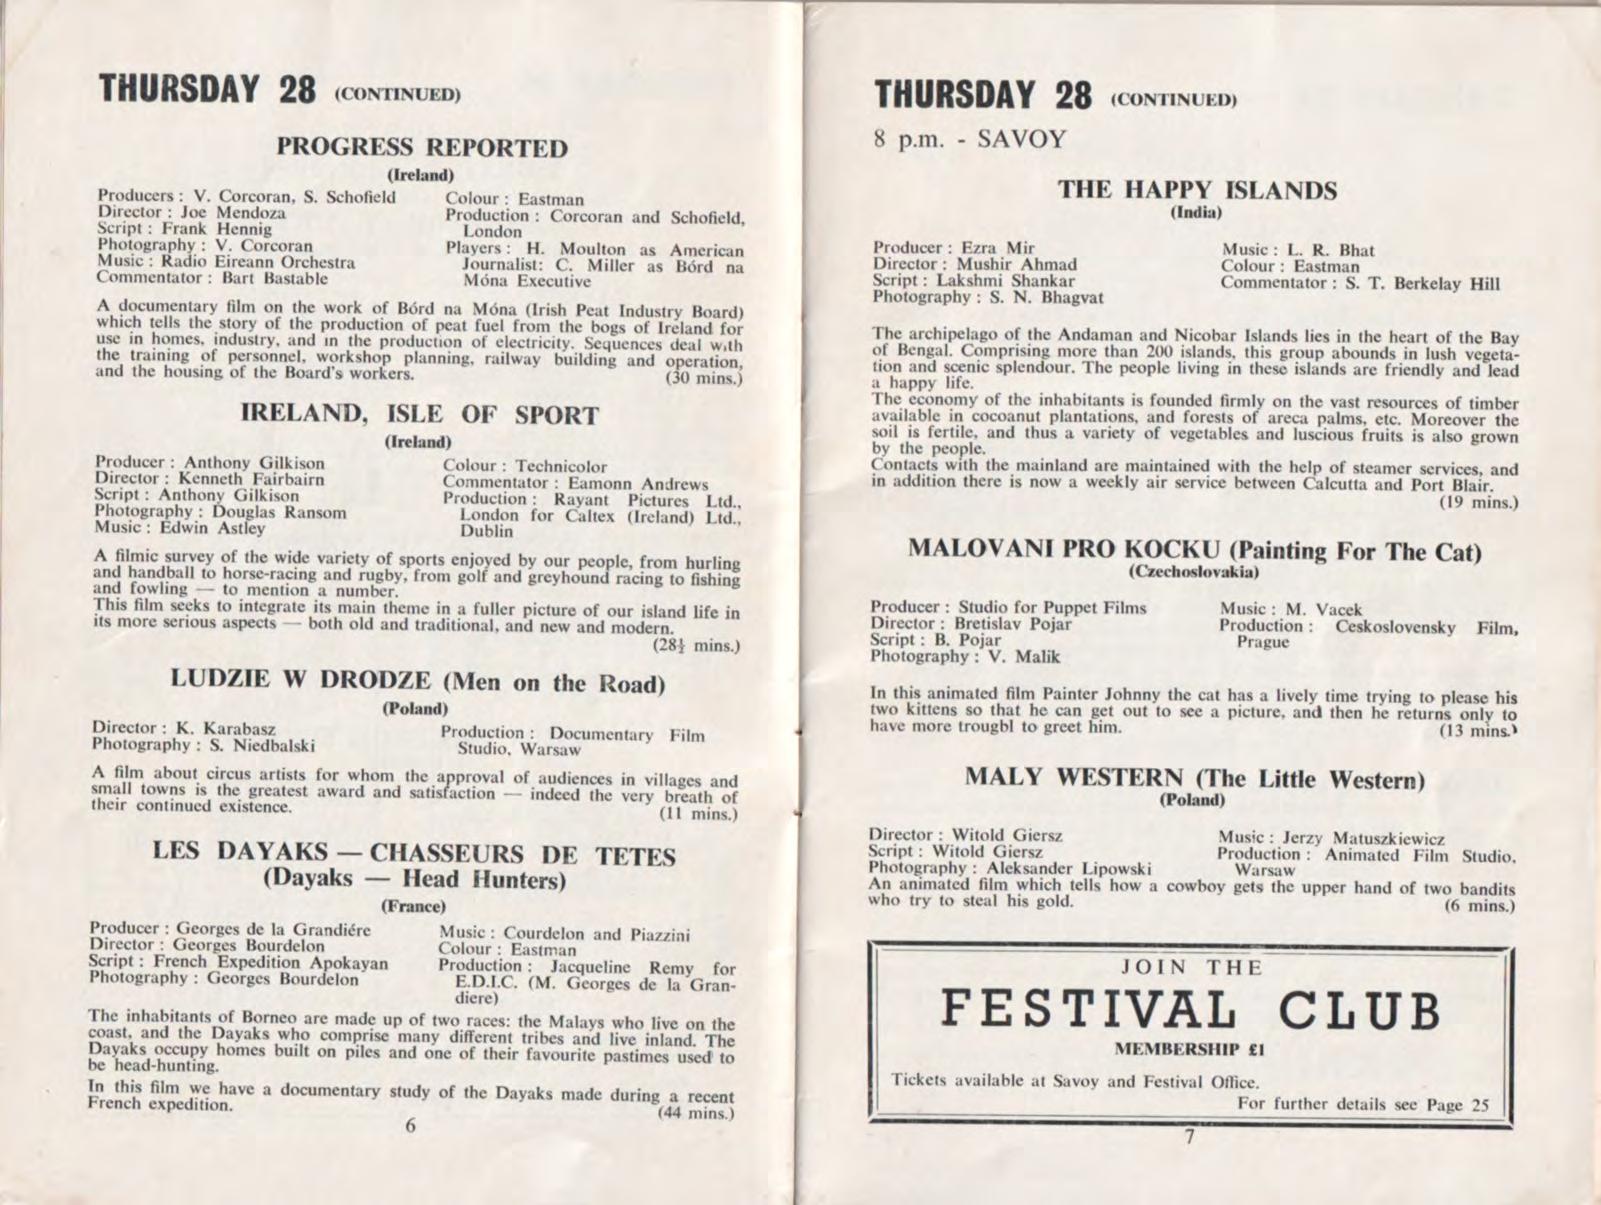 THURSDAY 28 (CONTINUED)
PROGRESS REPORTED
(Ireland)
Producers : V. Corcoran, S. Schofield
Director : Joe Mendoza
Script : Frank Hennig
Photography : V. Corcoran
Music : Radio Eireann Orchestra
Commentator : Bart Bastable
Colour : Eastman
Production : Corcoran and Schofield,
London
Players : H. Moulton as American
Journalist: C. Miller as Bórd na
Móna Executive
A documentary film on the work of Bórd na Móna (Irish Peat Industry Board)
which tells the story of the production of peat fuel from the bogs of Ireland for
use in homes, industry, and in the production of electricity. Sequences deal with
the training of personnel, workshop planning, railway building and operation,
and the housing of the Board's workers. (30 mins.)
IRELAND, ISLE OF SPORT
(Ireland)
Producer : Anthony Gilkison
Director : Kenneth Fairbairn
Script : Anthony Gilkison
Photography : Douglas Ransom
Music : Edwin Astley
Colour : Technicolor
Commentator : Eamonn Andrews
Production : Rayant Pictures Ltd.,
London for Caltex (Ireland) Ltd.,
Dublin
A filmic survey of the wide variety of sports enjoyed by our people, from hurling
and handball to horse-racing and rugby, from golf and greyhound racing to fishing
and fowling — to mention a number.
This film seeks to integrate its main theme in a fuller picture of our island life in
its more serious aspects — both old and traditional, and new and modern.
(28½ mins.)
LUDZIE W DRODZE (Men on the Road)
(Poland)
Director : K. Karabasz
Photography : S. Niedbalski
Production : Documentary Film
Studio, Warsaw
A film about circus artists for whom the approval of audiences in villages and
small towns is the greatest award and satisfaction — indeed the very breath of
their continued existence. (11 mins.)
LES DAYAKS — CHASSEURS DE TETES
(Dayaks — Head Hunters)
(France)
Producer : Georges de la Grandiére
Director : Georges Bourdelon
Script : French Expedition Apokayan
Photography : Georges Bourdelon
Music : Courdelon and Piazzini
Colour : Eastman
Production : Jacqueline Remy for
E.D.I.C. (M. Georges de la Gran-
diere)
The inhabitants of Borneo are made up of two races: the Malays who live on the
coast, and the Dayaks who comprise many different tribes and live inland. The
Dayaks occupy homes built on piles and one of their favourite pastimes used to
be head-hunting.
In this film we have a documentary study of the Dayaks made during a recent
French expedition. (44 mins.)
6
THURSDAY 28 (CONTINUED)
8 p.m. - SAVOY
THE HAPPY ISLANDS
(India)
Producer : Ezra Mir
Director : Mushir Ahmad
Script : Lakshmi Shankar
Photography : S. N. Bhagvat
Music : L. R. Bhat
Colour : Eastman
Commentator : S. T. Berkelay Hill
The archipelago of the Andaman and Nicobar Islands lies in the heart of the Bay
of Bengal. Comprising more than 200 islands, this group abounds in lush vegeta-
tion and scenic splendour. The people living in these islands are friendly and lead
a happy life.
The economy of the inhabitants is founded firmly on the vast resources of timber
available in cocoanut plantations, and forests of areca palms, etc. Moreover the
soil is fertile, and thus a variety of vegetables and luscious fruits is also grown
by the people.
Contacts with the mainland are maintained with the help of steamer services, and
in addition there is now a weekly air service between Calcutta and Port Blair.
(19 mins.)
MALOVANI PRO KOCKU (Painting For The Cat)
(Czechoslovakia)
Producer : Studio for Puppet Films
Director : Bretislav Pojar
Script : B. Pojar
Photography : V. Malik
Music : M. Vacek
Production : Ceskoslovensky Film,
Prague
In this animated film Painter Johnny the cat has a lively time trying to please his
two kittens so that he can get out to see a picture, and then he returns only to
have more trougbl to greet him. (13 mins.)
MALY WESTERN (The Little Western)
(Poland)
Director : Witold Giersz
Script : Witold Giersz
Photography : Aleksander Lipowski
Music : Jerzy Matuszkiewicz
Production : Animated Film Studio,
Warsaw
An animated film which tells how a cowboy gets the upper hand of two bandits
who try to steal his gold. (6 mins.)
JOIN THE
FESTIVAL CLUB
MEMBERSHIP £1
Tickets available at Savoy and Festival Office.
For further details see Page 25
7